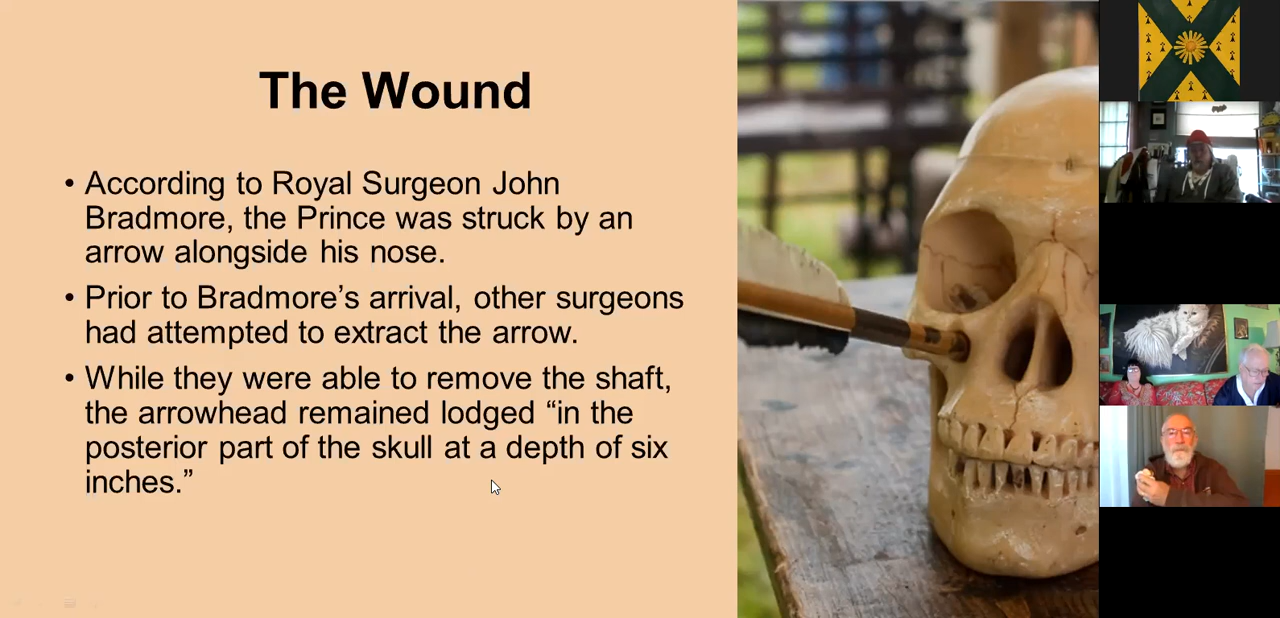 The Wound
• According to Royal Surgeon John
Bradmore, the Prince was struck by an
arrow alongside his nose.
• Prior to Bradmore’s arrival, other surgeons
had attempted to extract the arrow.
• While they were able to remove the shaft,
the arrowhead remained lodged “in the
posterior part of the skull at a depth of six
inches.”